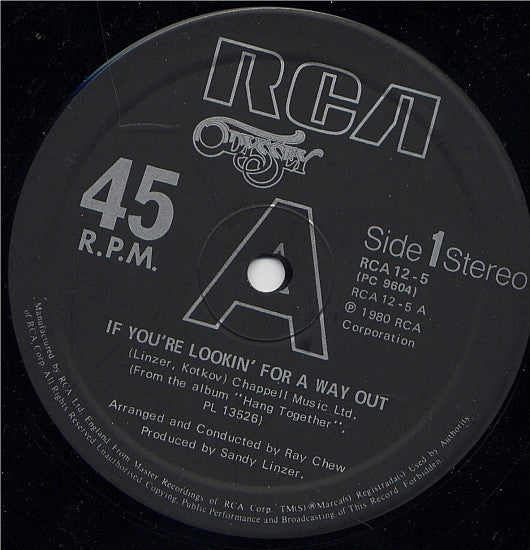 RCA
ODYSSEY
45
R.P.M.
A
Side 1 Stereo
RCA 12-5
(PC 9604)
RCA 12-5 A
℗ 1980 RCA
Corporation
IF YOU'RE LOOKIN' FOR A WAY OUT
(Linzer, Kotkov) Chappell Music Ltd.
(From the album "Hang Together",
PL 13526)
Arranged and Conducted by Ray Chew
Produced by Sandy Linzer.
Manufactured by RCA Ltd. England From Master Recordings of RCA Corp. TM(S) ® Marca(s) Registrada(s) Used by Authority
of RCA Corp. All Rights Reserved Unauthorised Copying, Public Performance and Broadcasting of This Record Forbidden.